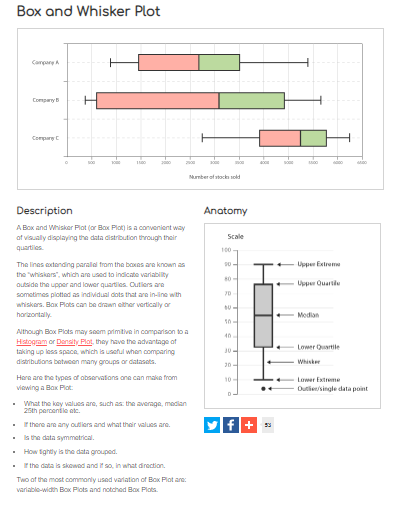 Box and Whisker Plot
Company A
Company B
Company C
0 500 1000 1500 2000 2500 3000 3500 4000 4500 5000 5500 6000
Number of stocks sold
Description
A Box and Whisker Plot (or Box Plot) is a convenient way
of visually displaying the data distribution through their
quartiles.
The lines extending parallel from the boxes are known as
the "whiskers", which are used to indicate variability
outside the upper and lower quartiles. Outliers are
sometimes plotted as individual dots that are in-line with
whiskers. Box Plots can be drawn either vertically or
horizontally.
Although Box Plots may seem primitive in comparison to a
Histogram or Density Plot, they have the advantage of
taking up less space, which is useful when comparing
distributions between many groups or datasets.
Here are the types of observations one can make from
viewing a Box Plot:
• What the key values are, such as: the average, median
25th percentile etc.
• If there are any outliers and what their values are.
• Is the data symmetrical.
• How tightly is the data grouped.
• If the data is skewed and if so, in what direction.
Two of the most commonly used variation of Box Plot are:
variable-width Box Plots and notched Box Plots.
Anatomy
Scale
100
90
80
70
60
50
40
30
20
10
0
Upper Extreme
Upper Quartile
Median
Lower Quartile
Whisker
Lower Extreme
Outlier/single data point
53